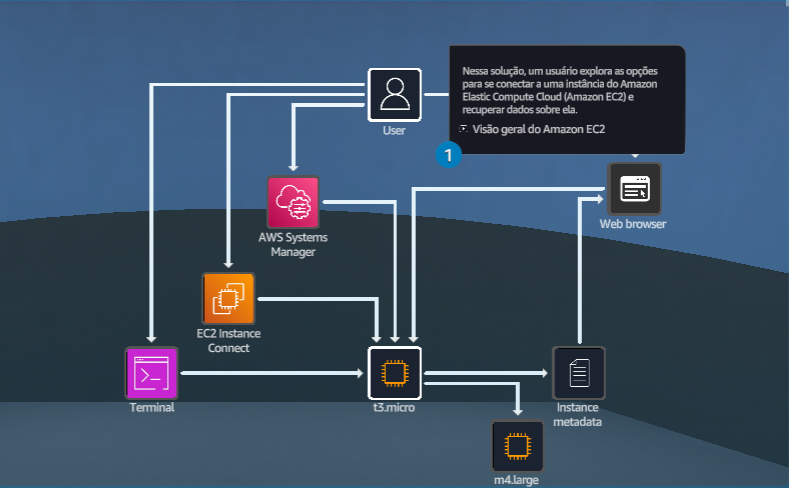 Nessa solução, um usuário explora as opções
para se conectar a uma instância do Amazon
Elastic Compute Cloud (Amazon EC2) e
recuperar dados sobre ela.
Visão geral do Amazon EC2
User
1
Web browser
AWS Systems
Manager
EC2 Instance
Connect
Terminal
t3.micro
Instance
metadata
m4.large